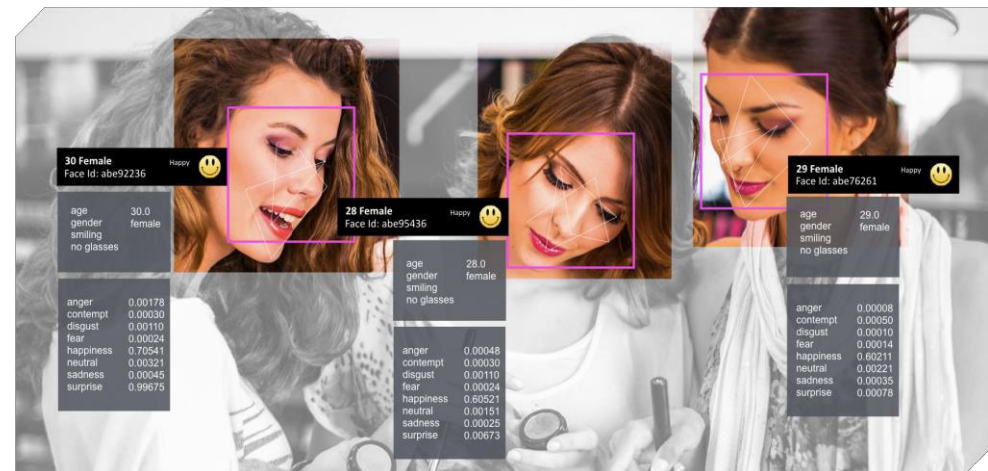 30 Female Happy
Face Id: abe92236
age 30.0
gender female
smiling
no glasses
anger 0.00178
contempt 0.00030
disgust 0.00110
fear 0.00024
happiness 0.70541
neutral 0.00321
sadness 0.00045
surprise 0.99675
28 Female Happy
Face Id: abe95436
age 28.0
gender female
smiling
no glasses
anger 0.00048
contempt 0.00030
disgust 0.00110
fear 0.00024
happiness 0.60521
neutral 0.00151
sadness 0.00025
surprise 0.00673
29 Female Happy
Face Id: abe76261
age 29.0
gender female
smiling
no glasses
anger 0.00008
contempt 0.00050
disgust 0.00010
fear 0.00014
happiness 0.60211
neutral 0.00221
sadness 0.00035
surprise 0.00078